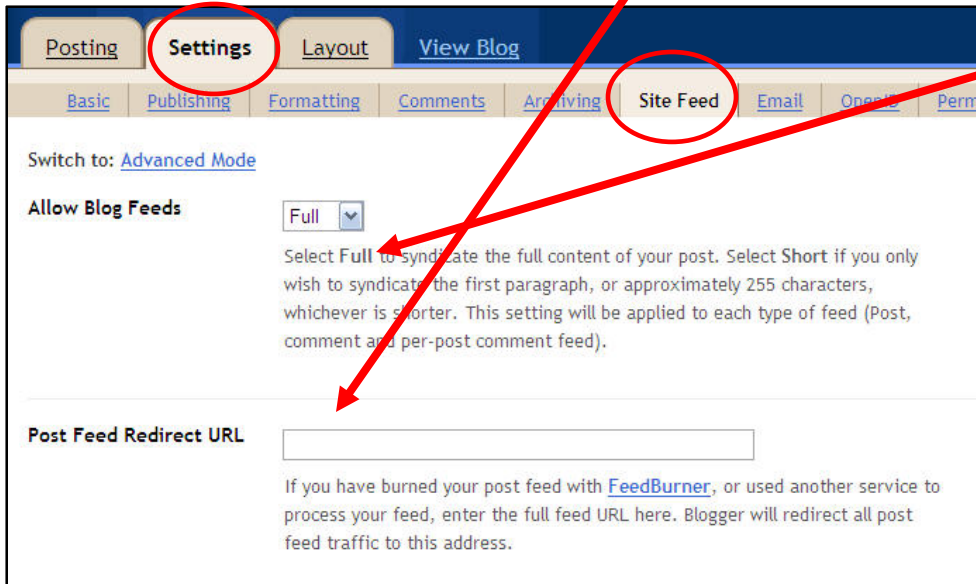 Posting Settings Layout View Blog
Basic Publishing Formatting Comments Archiving Site Feed Email OpenID Perm
Switch to: Advanced Mode
Allow Blog Feeds Full
Select Full to syndicate the full content of your post. Select Short if you only
wish to syndicate the first paragraph, or approximately 255 characters,
whichever is shorter. This setting will be applied to each type of feed (Post,
comment and per-post comment feed).
Post Feed Redirect URL
If you have burned your post feed with FeedBurner, or used another service to
process your feed, enter the full feed URL here. Blogger will redirect all post
feed traffic to this address.